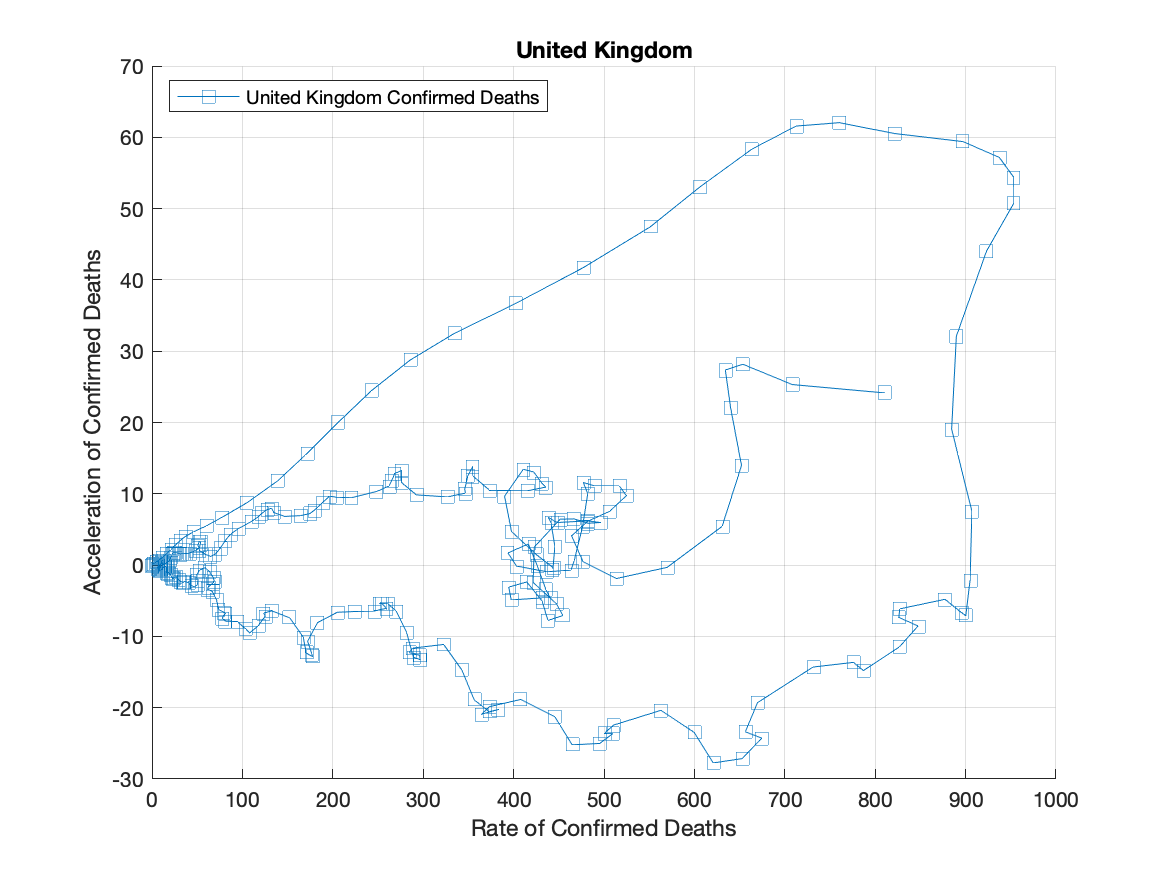 United Kingdom
United Kingdom Confirmed Deaths
Acceleration of Confirmed Deaths
70
60
50
40
30
20
10
0
-10
-20
-30
0 100 200 300 400 500 600 700 800 900 1000
Rate of Confirmed Deaths